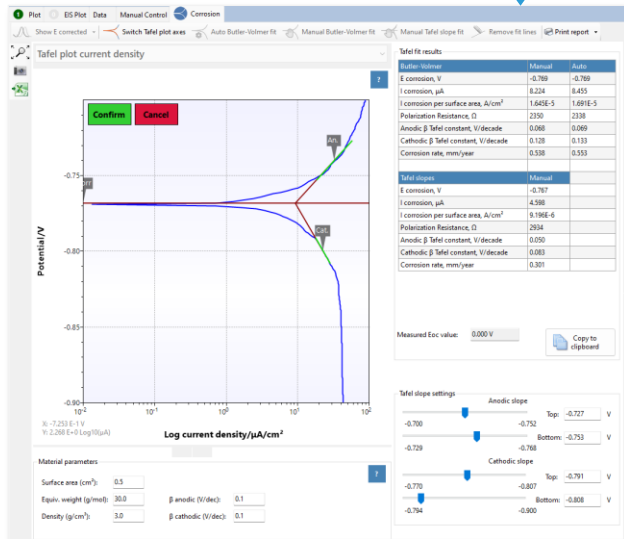 Plot EIS Plot Data Manual Control Corrosion
Show E corrected Switch Tafel plot axes Auto Butler-Volmer fit Manual Butler-Volmer fit Manual Tafel slope fit Remove fit lines Print report
Tafel plot current density
?
Confirm Cancel
An.
Cat.
-0.75
-0.80
-0.85
-0.90
Potential/V
10-2 10-1 100 101 102
X: -7.253 E-1 V
Y: 2.268 E+0 Log10(µA)
Log current density/µA/cm²
Material parameters
?
Surface area (cm²): 0.5
Equiv. weight (g/mol): 30.0 β anodic (V/dec): 0.1
Density (g/cm³): 3.0 β cathodic (V/dec): 0.1
Tafel fit results
Butler-Volmer Manual Auto
E corrosion, V -0.769 -0.769
I corrosion, µA 8.224 8.455
I corrosion per surface area, A/cm² 1.645E-5 1.691E-5
Polarization Resistance, Ω 2350 2338
Anodic β Tafel constant, V/decade 0.068 0.069
Cathodic β Tafel constant, V/decade 0.128 0.133
Corrosion rate, mm/year 0.538 0.553
Tafel slopes Manual
E corrosion, V -0.767
I corrosion, µA 4.598
I corrosion per surface area, A/cm² 9.196E-6
Polarization Resistance, Ω 2934
Anodic β Tafel constant, V/decade 0.050
Cathodic β Tafel constant, V/decade 0.083
Corrosion rate, mm/year 0.301
Measured Eoc value: 0.000 V
Copy to
clipboard
Tafel slope settings
Anodic slope
Top: -0.727 V
-0.700 -0.752
Bottom: -0.753 V
-0.729 -0.768
Cathodic slope
Top: -0.791 V
-0.770 -0.807
Bottom: -0.808 V
-0.794 -0.900